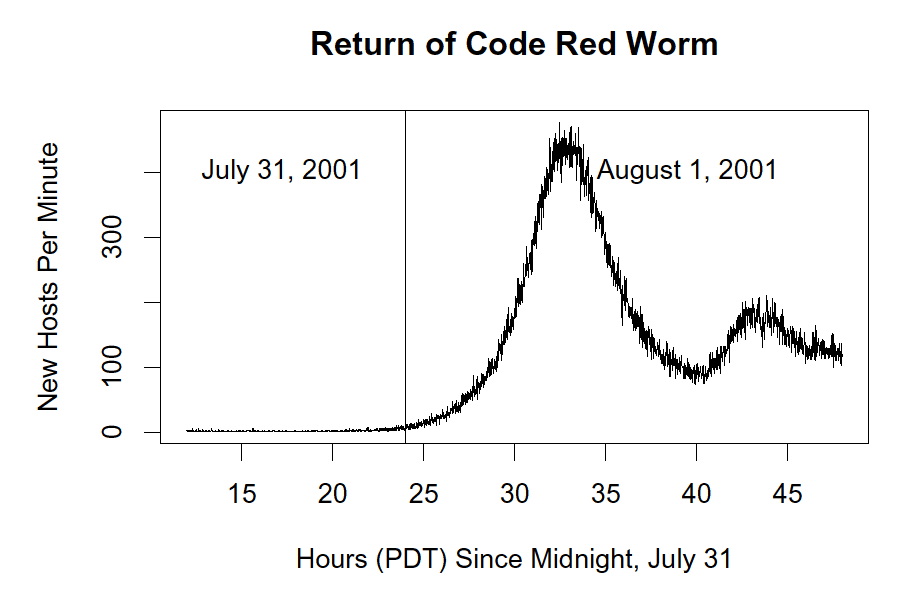 Return of Code Red Worm
New Hosts Per Minute
300
100
0
July 31, 2001
August 1, 2001
15 20 25 30 35 40 45
Hours (PDT) Since Midnight, July 31